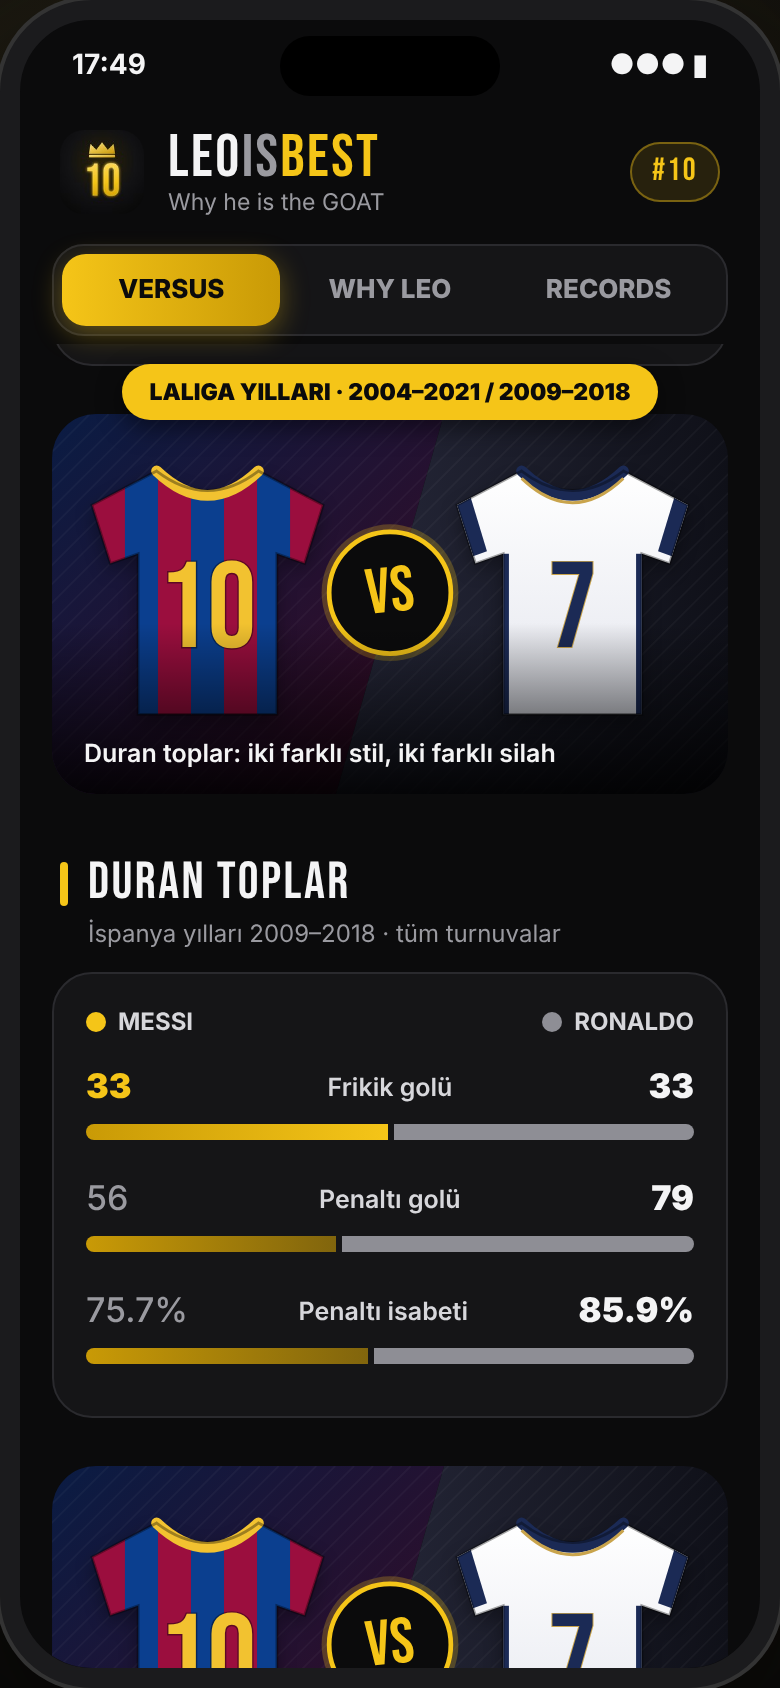 17:49
10
LEOISBEST
Why he is the GOAT
#10
VERSUS
WHY LEO
RECORDS
LALIGA YILLARI · 2004–2021 / 2009–2018
10
VS
7
Duran toplar: iki farklı stil, iki farklı silah
DURAN TOPLAR
İspanya yılları 2009–2018 · tüm turnuvalar
MESSI
RONALDO
33 Frikik golü 33
56 Penaltı golü 79
75.7% Penaltı isabeti 85.9%
10
VS
7